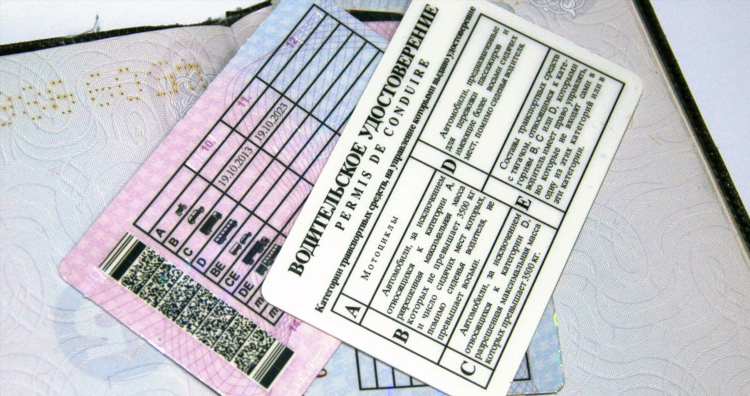 12.
11.
10.
19.10.2023
19.10.2013
A
B
C
D
BE
CE
DE
ВОДИТЕЛЬСКОЕ УДОСТОВЕРЕНИЕ
PERMIS DE CONDUIRE
Категории транспортных средств, на управление которыми выдано удостоверение
A
Мотоциклы
B
Автомобили, за исключением
относящихся к категории А,
разрешенная максимальная масса
которых не превышает 3500 кг
и число сидячих мест которых,
помимо сиденья водителя, не
превышает восьми.
C
Автомобили, за исключением
относящихся к категории D,
разрешенная максимальная масса
которых превышает 3500 кг.
D
Автомобили, предназначенные
для перевозки пассажиров и
имеющие более восьми сидячих
мест, помимо сиденья водителя.
E
Составы транспортных средств
с тягачом, относящимся к кате-
гориям В, С или D, которыми
водитель имеет право управлять,
но которые не входят сами в
одну из этих категорий или в
эти категории.